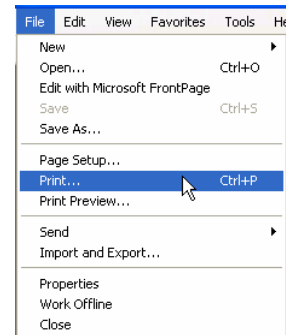 File Edit View Favorites Tools He
New
Open... Ctrl+O
Edit with Microsoft FrontPage
Save Ctrl+S
Save As...
Page Setup...
Print... Ctrl+P
Print Preview...
Send
Import and Export...
Properties
Work Offline
Close